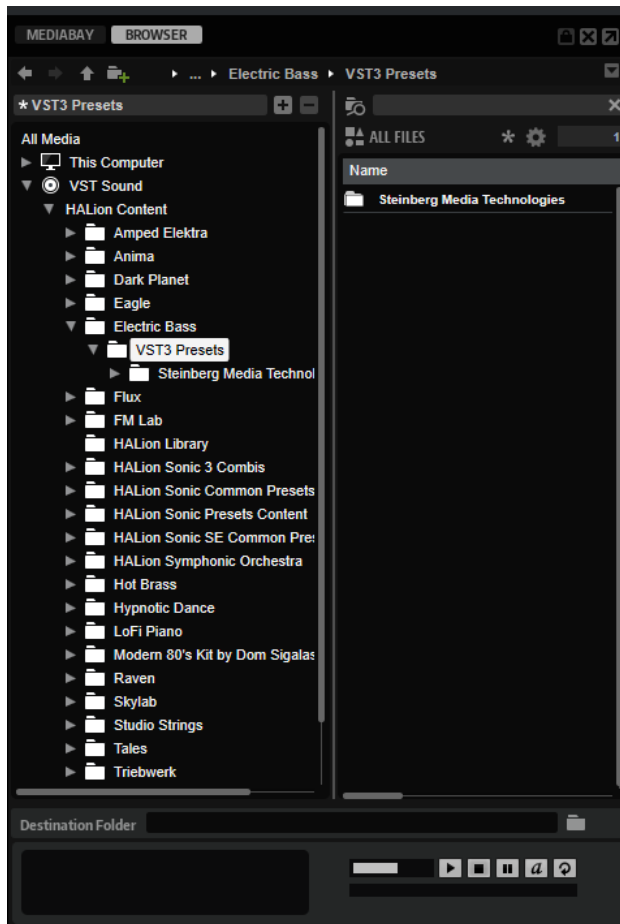 MEDIABAY BROWSER
... Electric Bass VST3 Presets
* VST3 Presets
All Media
This Computer
VST Sound
HALion Content
Amped Elektra
Anima
Dark Planet
Eagle
Electric Bass
VST3 Presets
Steinberg Media Technol
Flux
FM Lab
HALion Library
HALion Sonic 3 Combis
HALion Sonic Common Presets
HALion Sonic Presets Content
HALion Sonic SE Common Pre
HALion Symphonic Orchestra
Hot Brass
Hypnotic Dance
LoFi Piano
Modern 80's Kit by Dom Sigalas
Raven
Skylab
Studio Strings
Tales
Triebwerk
ALL FILES * 1
Name
Steinberg Media Technologies
Destination Folder
a